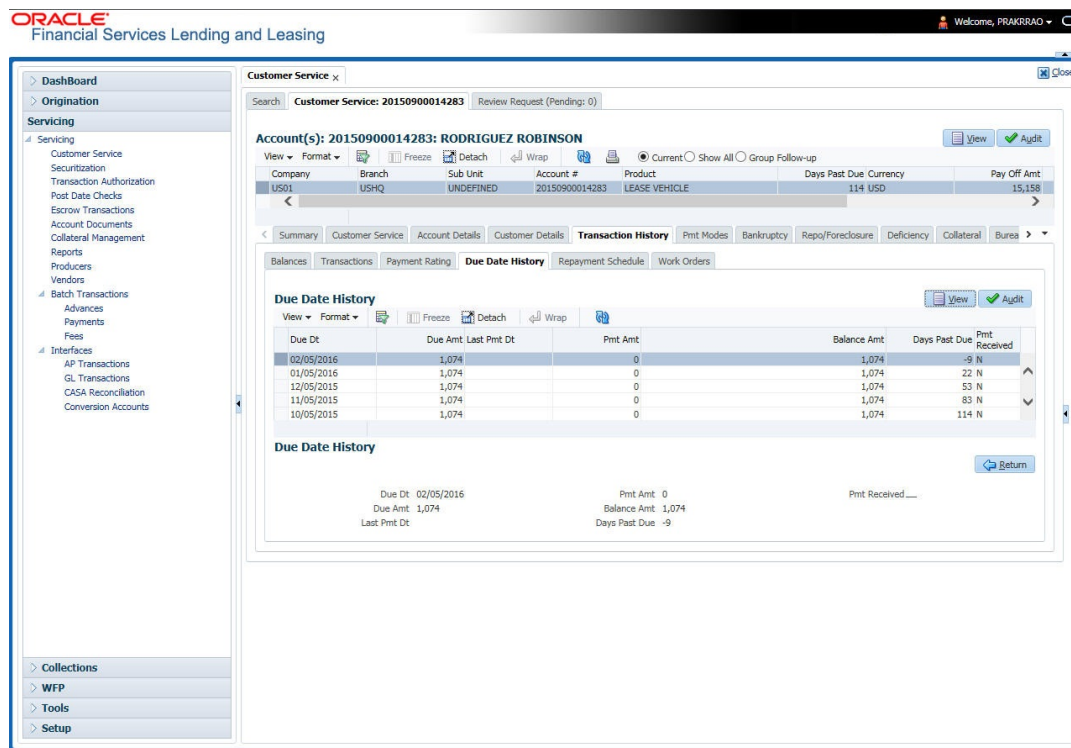 ORACLE
Welcome, PRAKRRAO
Financial Services Lending and Leasing
DashBoard
Origination
Servicing
Servicing
Customer Service
Securitization
Transaction Authorization
Post Date Checks
Escrow Transactions
Account Documents
Collateral Management
Reports
Producers
Vendors
Batch Transactions
Advances
Payments
Fees
Interfaces
AP Transactions
GL Transactions
CASA Reconciliation
Conversion Accounts
Collections
WFP
Tools
Setup
Customer Service x
Close
Search Customer Service: 20150900014283 Review Request (Pending: 0)
Account(s): 20150900014283: RODRIGUEZ ROBINSON
View Audit
View Format Freeze Detach Wrap Current Show All Group Follow-up
Company Branch Sub Unit Account # Product Days Past Due Currency Pay Off Amt
US01 USHQ UNDEFINED 20150900014283 LEASE VEHICLE 114 USD 15,158
Summary Customer Service Account Details Customer Details Transaction History Pmt Modes Bankruptcy Repo/Foreclosure Deficiency Collateral Burea
Balances Transactions Payment Rating Due Date History Repayment Schedule Work Orders
Due Date History
View Audit
View Format Freeze Detach Wrap
Due Dt Due Amt Last Pmt Dt Pmt Amt Balance Amt Days Past Due Pmt Received
02/05/2016 1,074 0 1,074 -9 N
01/05/2016 1,074 0 1,074 22 N
12/05/2015 1,074 0 1,074 53 N
11/05/2015 1,074 0 1,074 83 N
10/05/2015 1,074 0 1,074 114 N
Due Date History
Return
Due Dt 02/05/2016 Pmt Amt 0 Pmt Received
Due Amt 1,074 Balance Amt 1,074
Last Pmt Dt Days Past Due -9